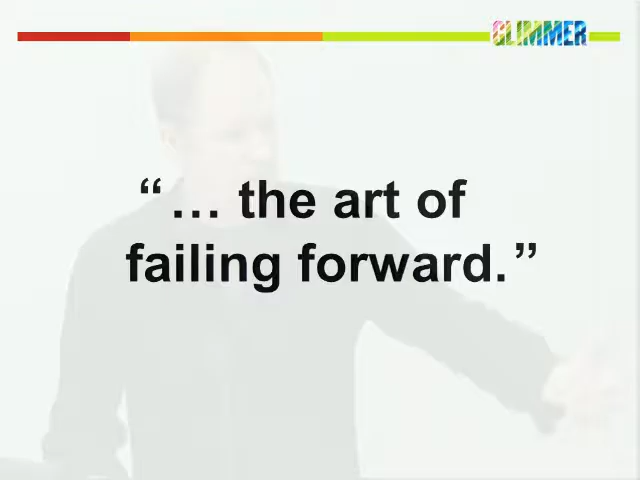 GLIMMER
“… the art of
failing forward.”